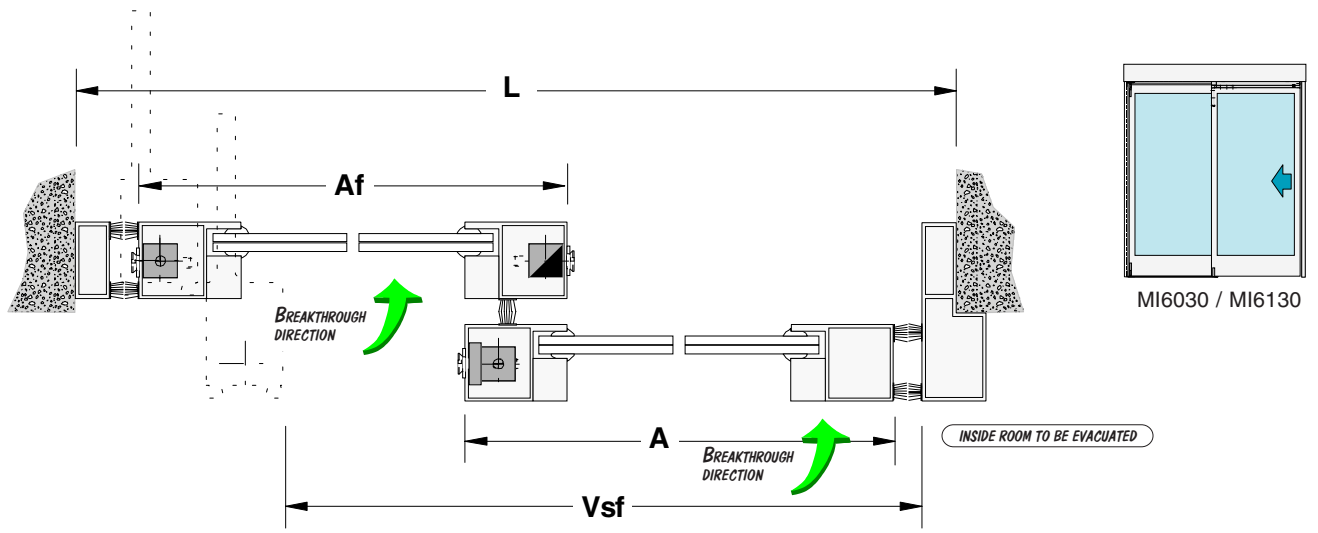 L
Af
BREAKTHROUGH
DIRECTION
MI6030 / MI6130
A
BREAKTHROUGH
DIRECTION
INSIDE ROOM TO BE EVACUATED
Vsf